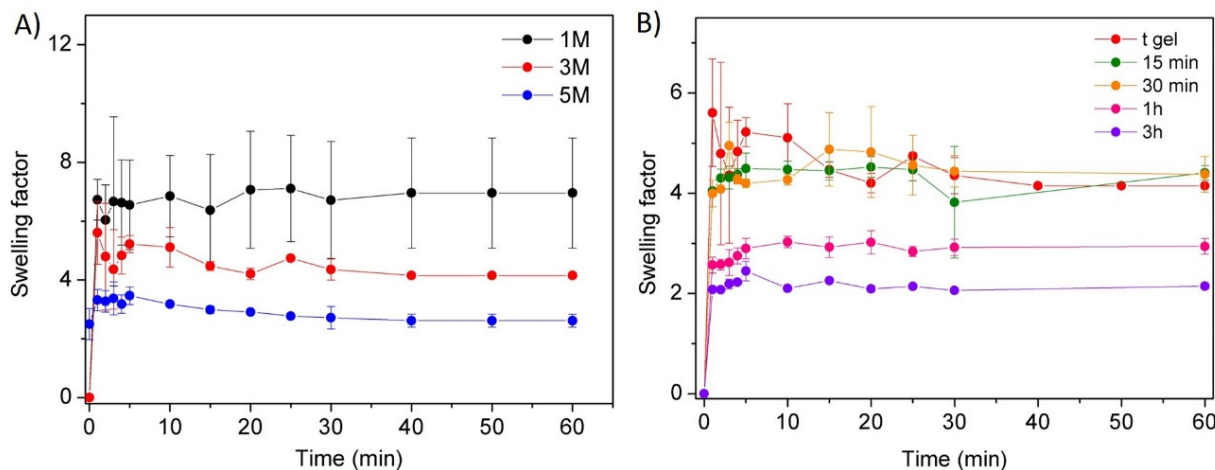 A)
12
8
4
0
Swelling factor
0 10 20 30 40 50 60
Time (min)
1M
3M
5M
B)
6
4
2
0
Swelling factor
0 10 20 30 40 50 60
Time (min)
t gel
15 min
30 min
1h
3h